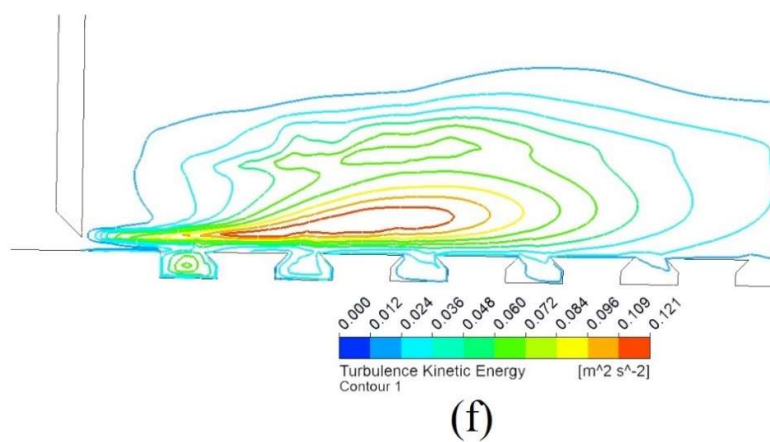 0.000 0.012 0.024 0.036 0.048 0.060 0.072 0.084 0.096 0.109 0.121
Turbulence Kinetic Energy [m^2 s^-2]
Contour 1
(f)